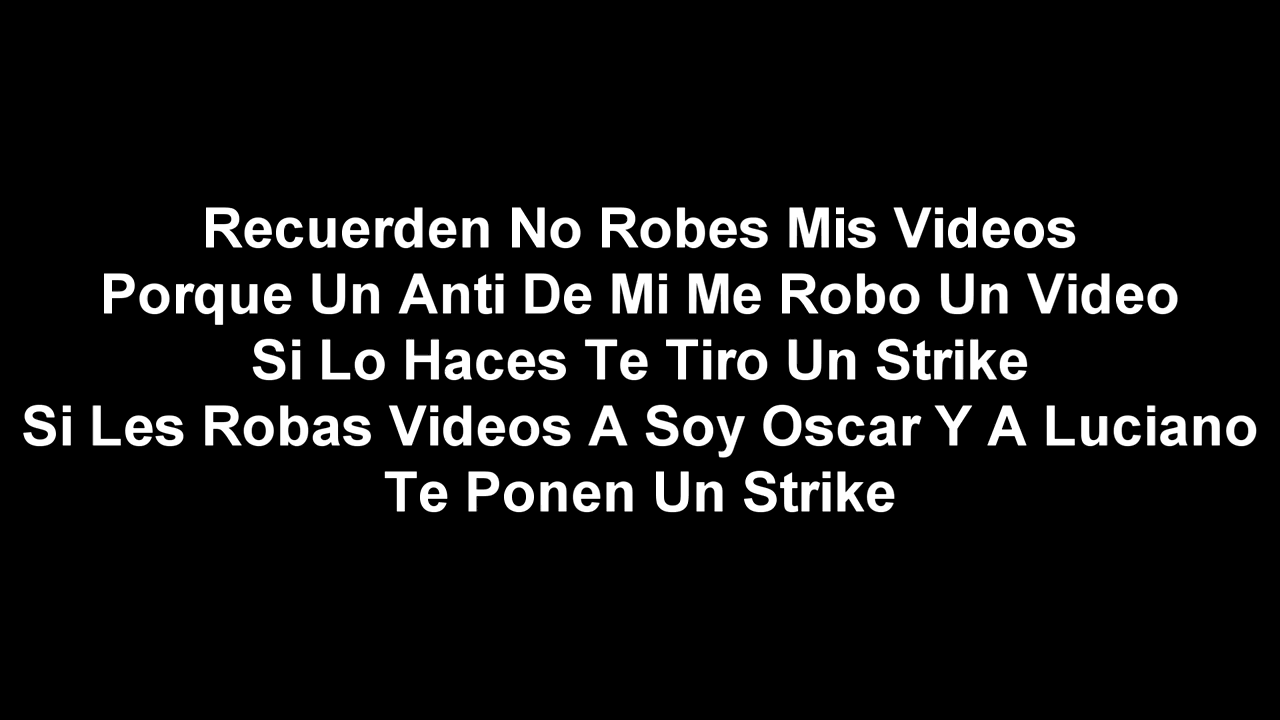 Recuerden No Robes Mis Videos
Porque Un Anti De Mi Me Robo Un Video
Si Lo Haces Te Tiro Un Strike
Si Les Robas Videos A Soy Oscar Y A Luciano
Te Ponen Un Strike